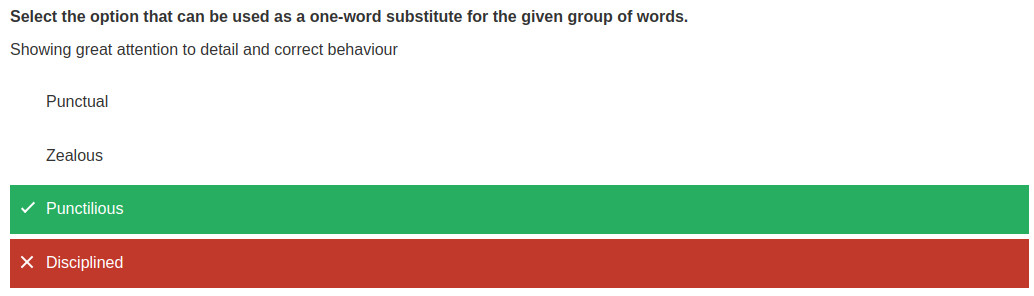 Select the option that can be used as a one-word substitute for the given group of words.
Showing great attention to detail and correct behaviour
Punctual
Zealous
Punctilious
Disciplined